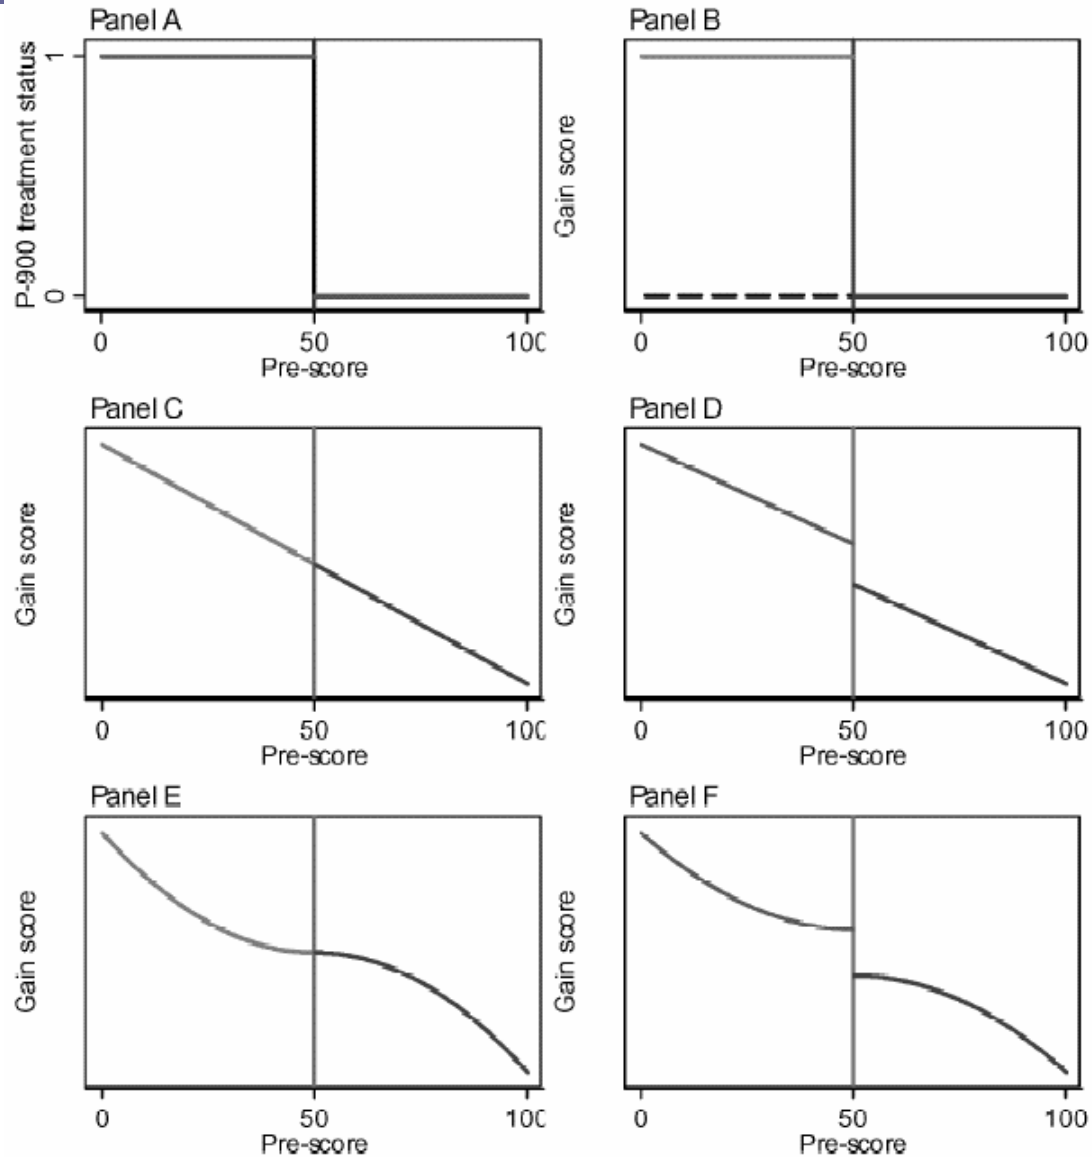 Panel A
P-900 treatment status
1
0
0 50 100
Pre-score
Panel B
Gain score
0 50 100
Pre-score
Panel C
Gain score
0 50 100
Pre-score
Panel D
Gain score
0 50 100
Pre-score
Panel E
Gain score
0 50 100
Pre-score
Panel F
Gain score
0 50 100
Pre-score